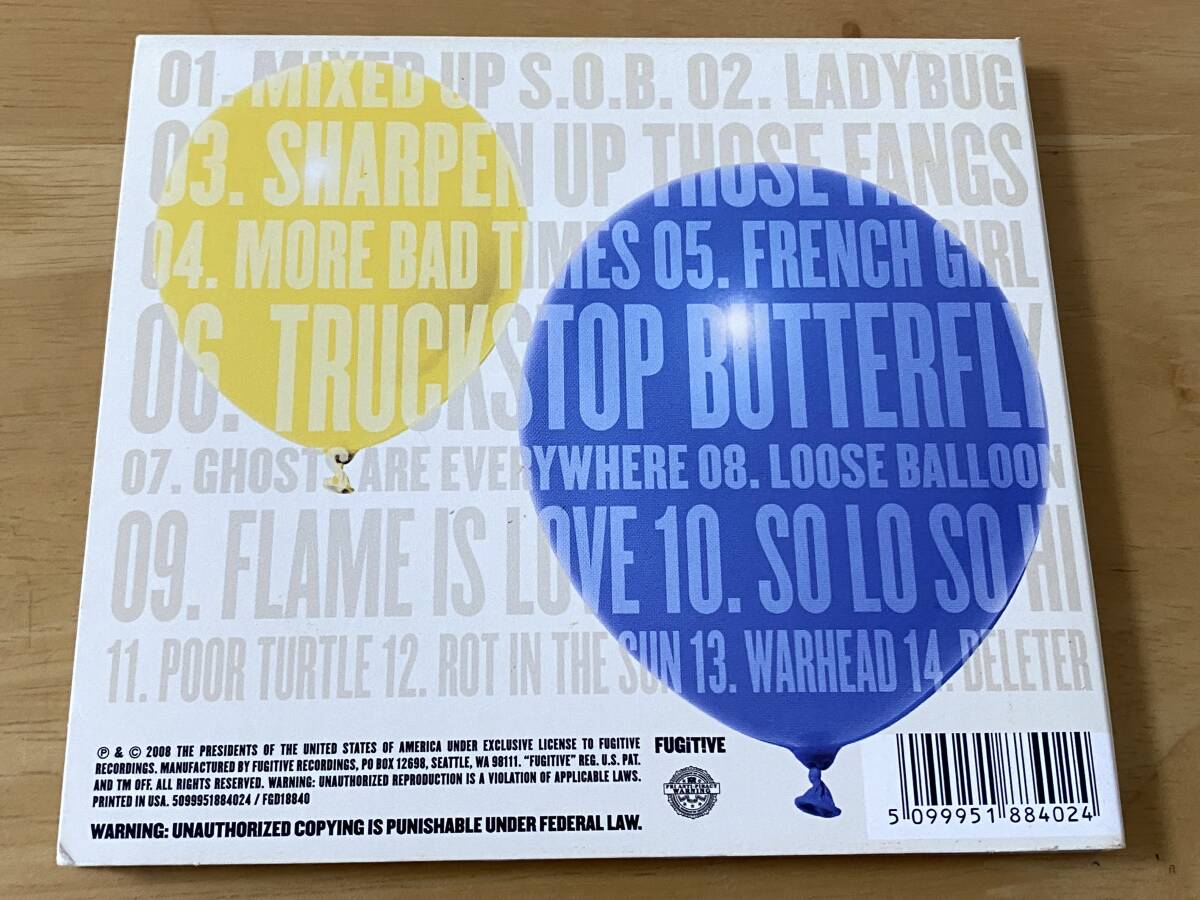 01. MIXED UP S.O.B. 02. LADYBUG
03. SHARPEN UP THOSE FANGS
04. MORE BAD TIMES 05. FRENCH GIRL
06. TRUCKSTOP BUTTERFLY
07. GHOSTS ARE EVERYWHERE 08. LOOSE BALLOON
09. FLAME IS LOVE 10. SO LO SO HI
11. POOR TURTLE 12. ROT IN THE SUN 13. WARHEAD 14. DELETER
℗ & © 2008 THE PRESIDENTS OF THE UNITED STATES OF AMERICA UNDER EXCLUSIVE LICENSE TO FUGITIVE
RECORDINGS. MANUFACTURED BY FUGITIVE RECORDINGS, PO BOX 12698, SEATTLE, WA 98111. “FUGITIVE” REG. U.S. PAT.
AND TM OFF. ALL RIGHTS RESERVED. WARNING: UNAUTHORIZED REPRODUCTION IS A VIOLATION OF APPLICABLE LAWS.
PRINTED IN USA. 5099951884024 / FGD18840
WARNING: UNAUTHORIZED COPYING IS PUNISHABLE UNDER FEDERAL LAW.
FUGITIVE
FBI ANTI-PIRACY
WARNING
5 099951 884024